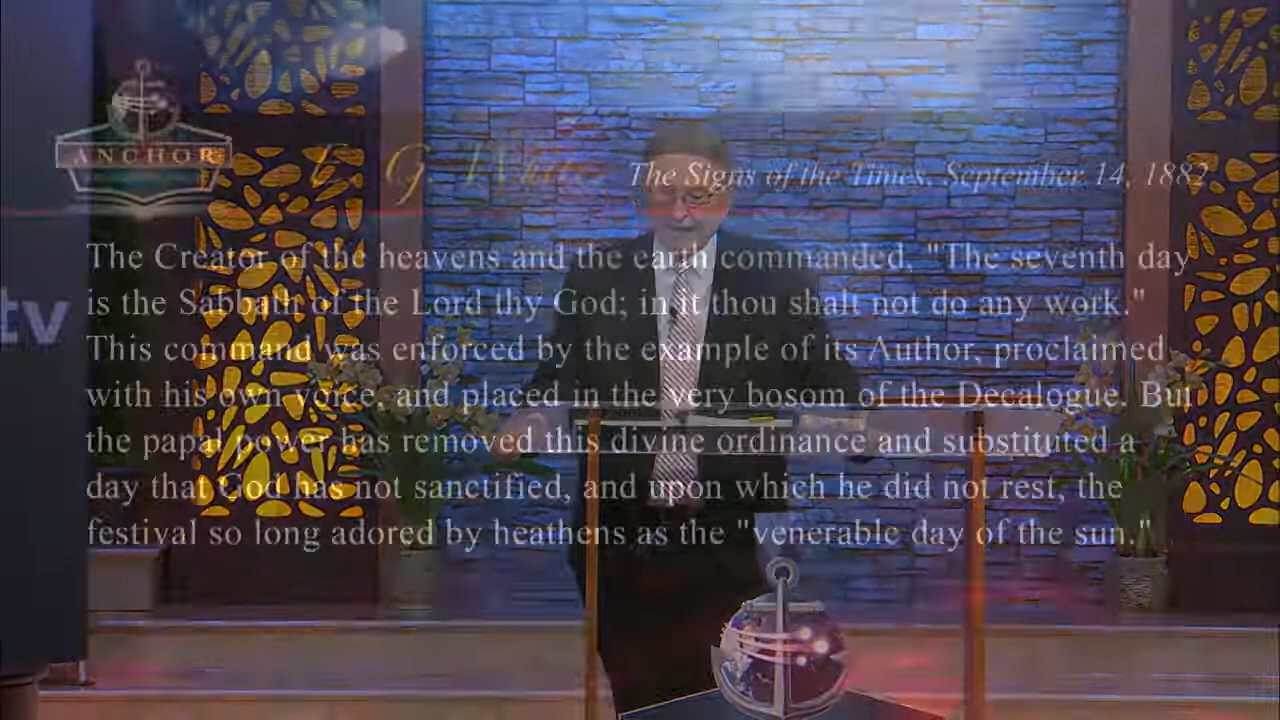 ANCHOR
E. G. White
The Signs of the Times, September 14, 1882
The Creator of the heavens and the earth commanded, "The seventh day
is the Sabbath of the Lord thy God; in it thou shalt not do any work."
This command was enforced by the example of its Author, proclaimed
with his own voice, and placed in the very bosom of the Decalogue. But
the papal power has removed this divine ordinance and substituted a
day that God has not sanctified, and upon which he did not rest, the
festival so long adored by heathens as the "venerable day of the sun."
tv